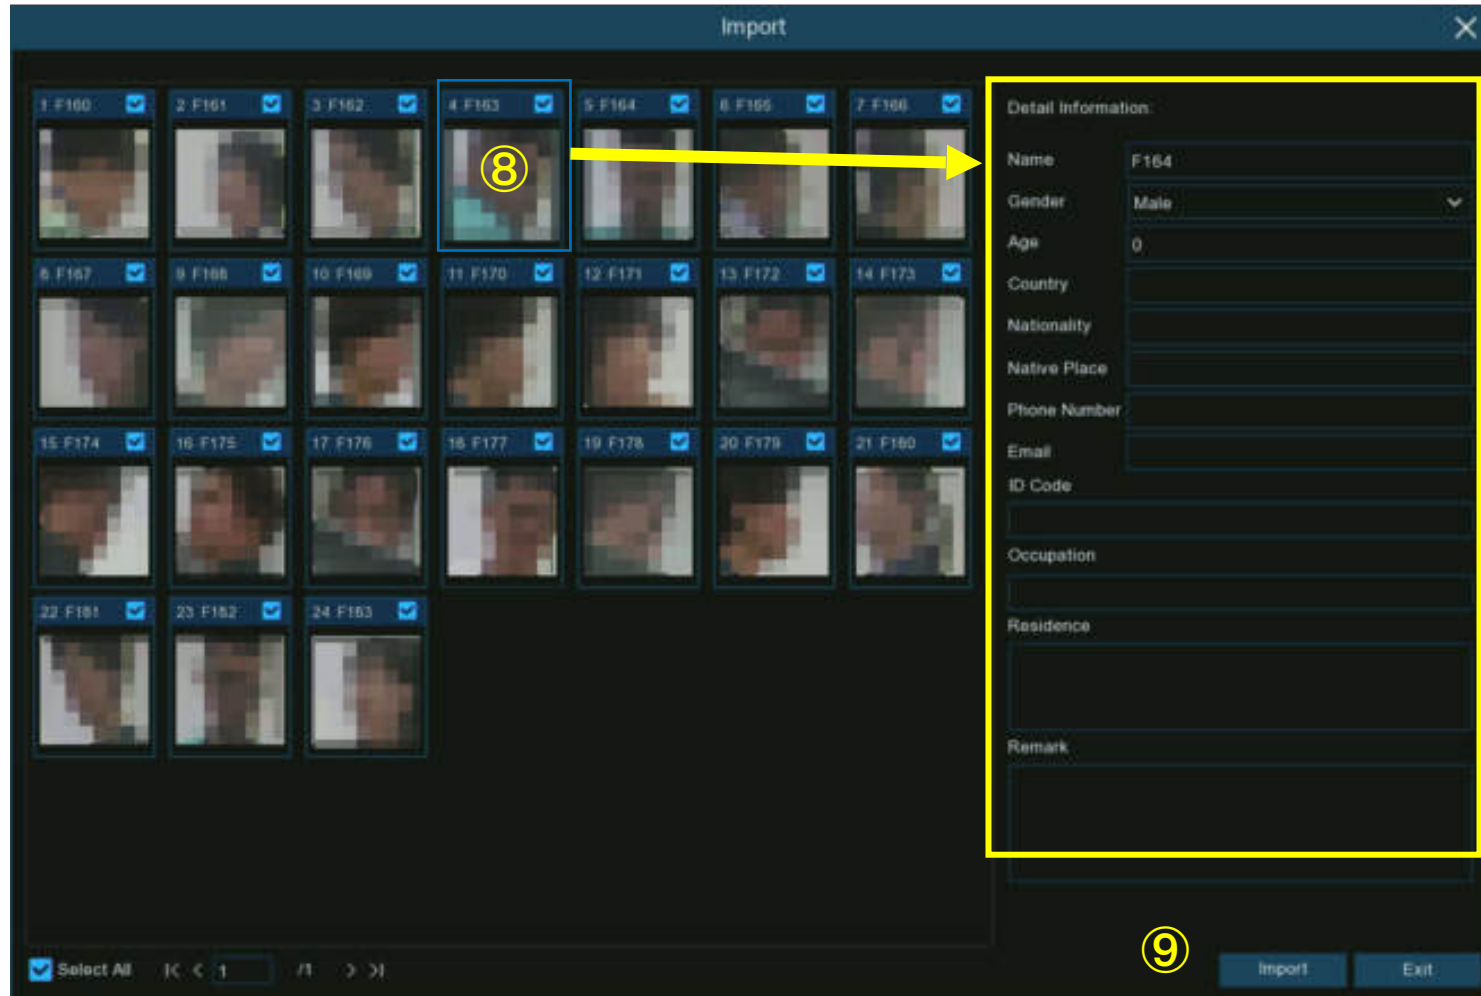 Import
1 F160 2 F161 3 F162 4 F163 5 F164 6 F165 7 F166
Detail Information:
⑧
Name F164
Gender Male
Age 0
8 F167 9 F168 10 F169 11 F170 12 F171 13 F172 14 F173
Country
Nationality
Native Place
Phone Number
15 F174 16 F175 17 F176 18 F177 19 F178 20 F179 21 F180
Email
ID Code
Occupation
22 F181 23 F182 24 F183
Residence
Remark
⑨
Select All 1 /1 Import Exit